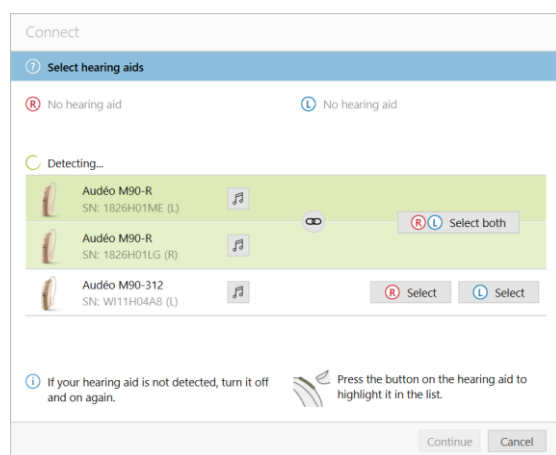 Connect
? Select hearing aids
R No hearing aid
L No hearing aid
Detecting...
Audéo M90-R
SN: 1826H01ME (L)
R L Select both
Audéo M90-R
SN: 1826H01LG (R)
Audéo M90-312
SN: WI11H04A8 (L)
R Select
L Select
i If your hearing aid is not detected, turn it off
and on again.
Press the button on the hearing aid to
highlight it in the list.
Continue
Cancel